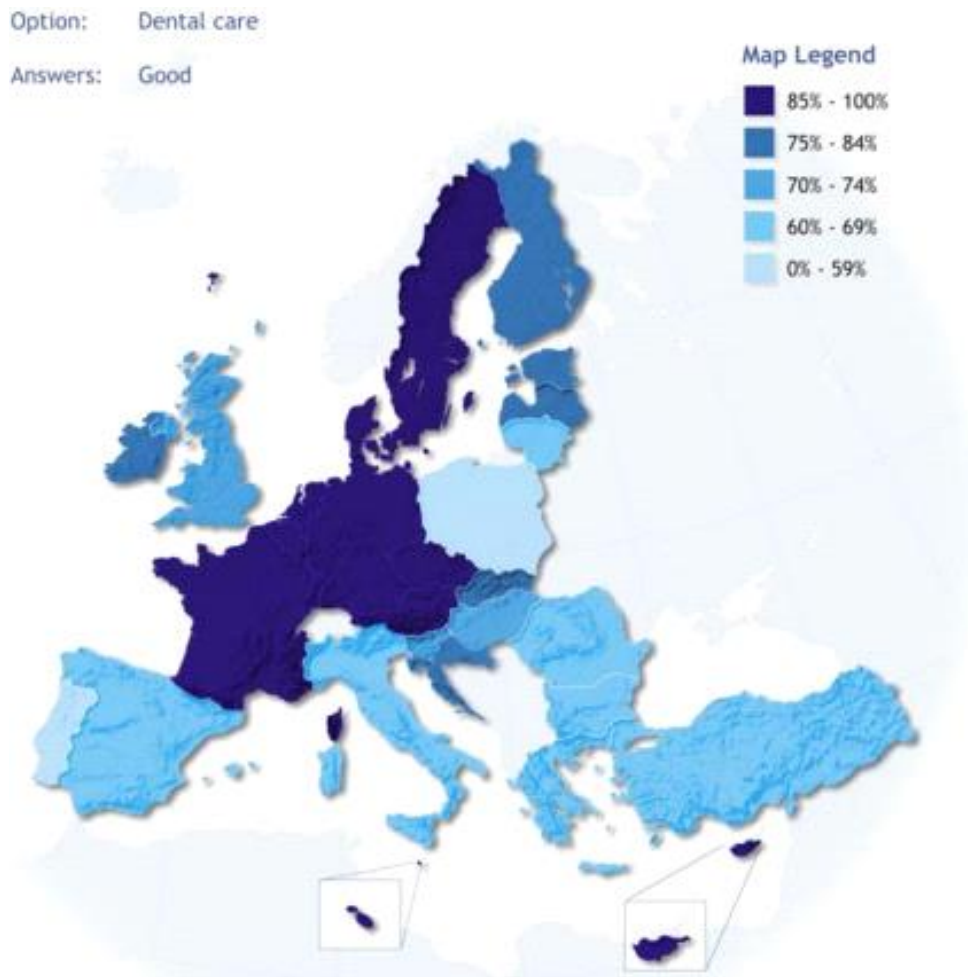 Option: Dental care
Answers: Good
Map Legend
85% - 100%
75% - 84%
70% - 74%
60% - 69%
0% - 59%